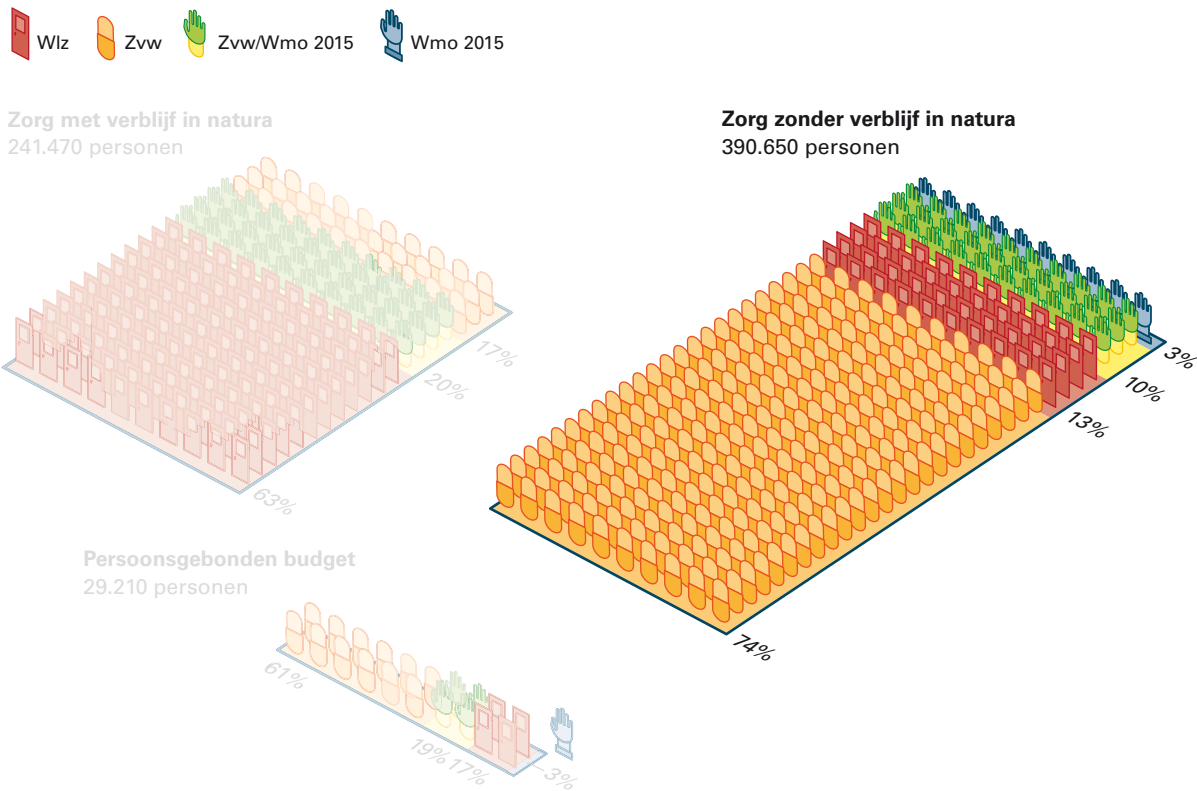 Wlz Zvw Zvw/Wmo 2015 Wmo 2015
Zorg met verblijf in natura
241.470 personen
17%
20%
63%
Zorg zonder verblijf in natura
390.650 personen
3%
10%
13%
74%
Persoonsgebonden budget
29.210 personen
61%
19%
17%
3%